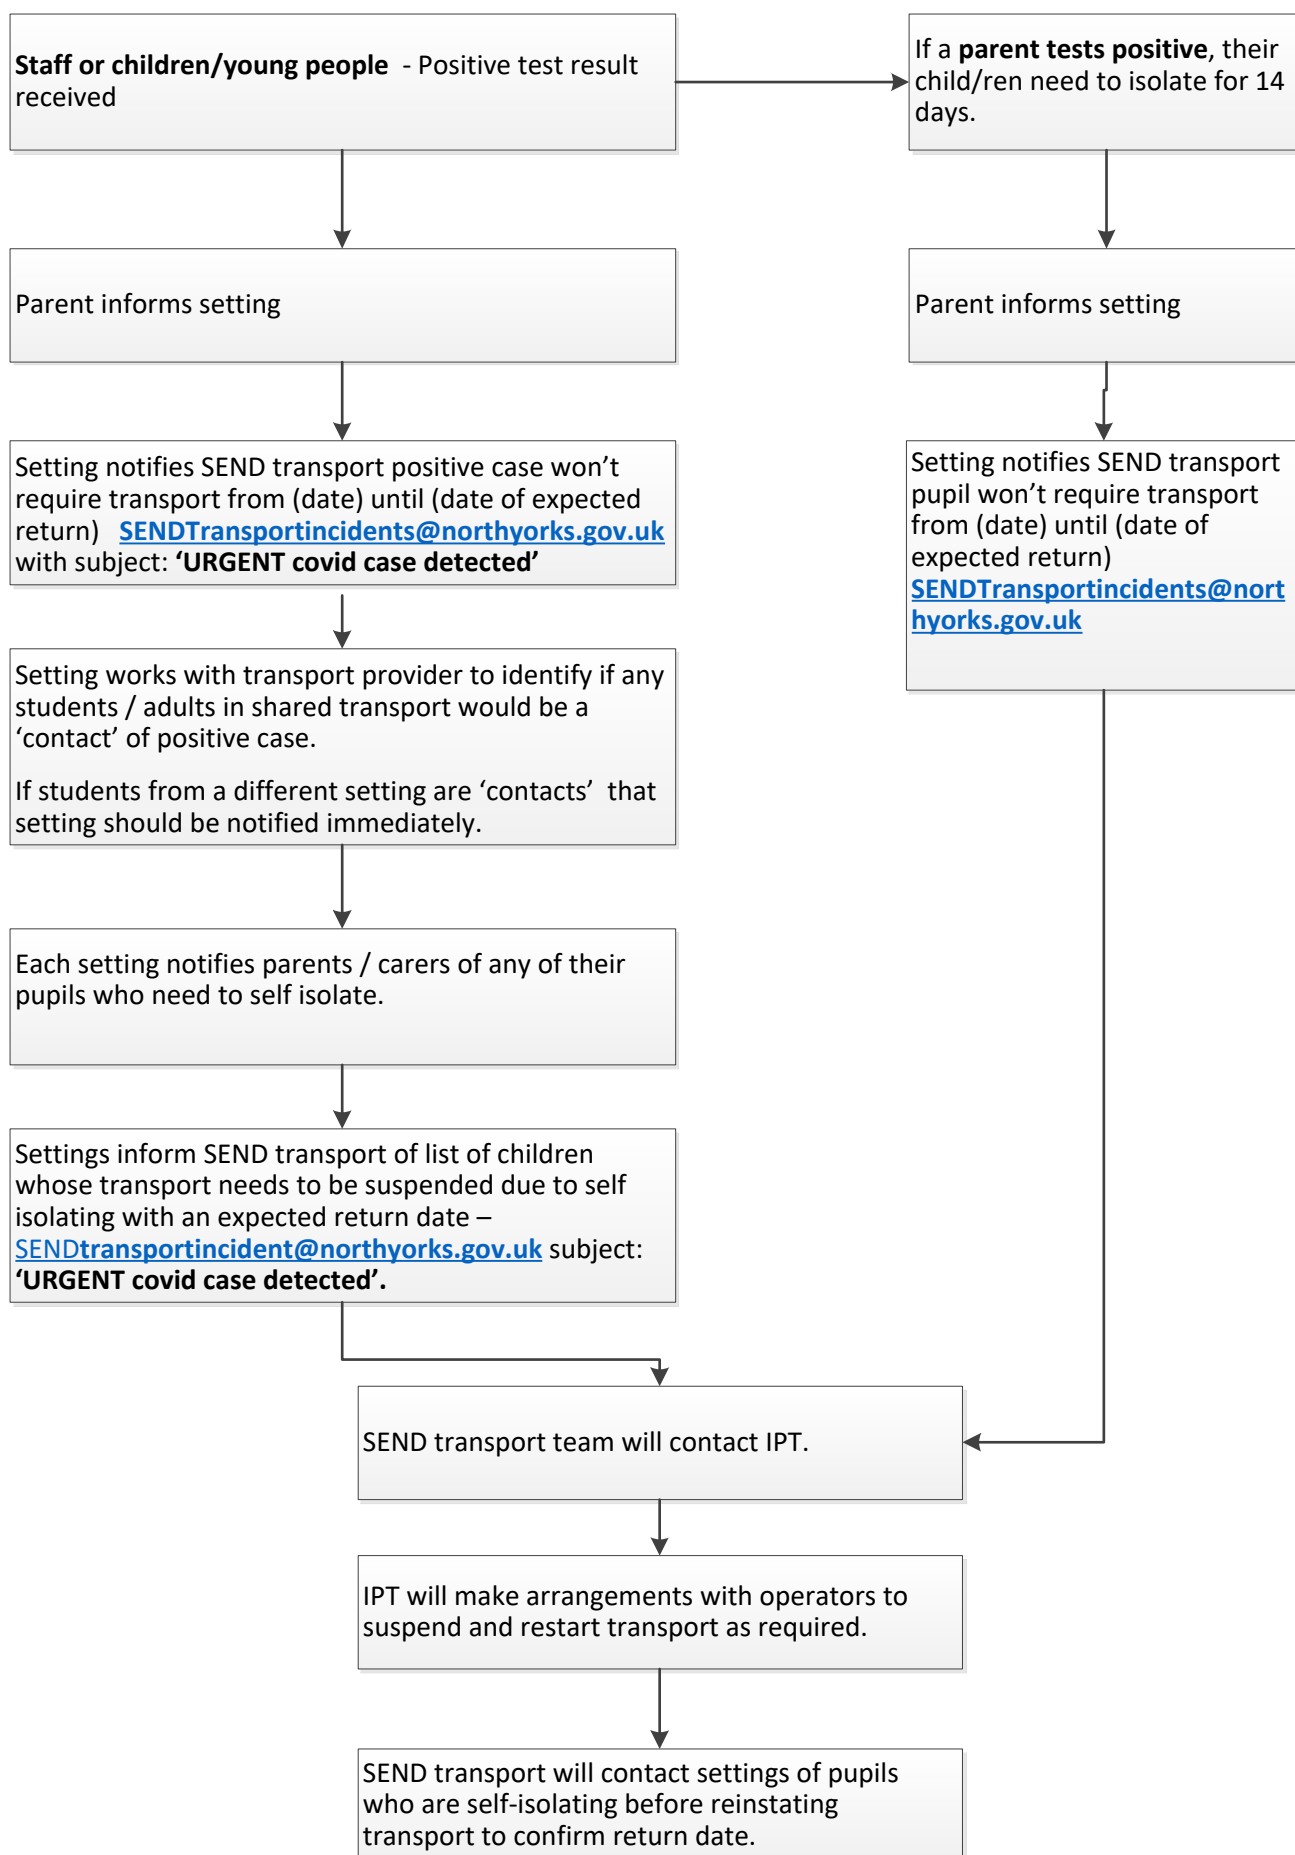 Staff or children/young people  - Positive test result
received
If a parent tests positive, their
child/ren need to isolate for 14
days.
Parent informs setting
Parent informs setting
Setting notifies SEND transport positive case won’t
require transport from (date) until (date of expected
return)   SENDTransportincidents@northyorks.gov.uk
with subject: ‘URGENT covid case detected’
Setting notifies SEND transport
pupil won’t require transport
from (date) until (date of
expected return)
SENDTransportincidents@nort
hyorks.gov.uk
Setting works with transport provider to identify if any
students / adults in shared transport would be a
‘contact’ of positive case.
If students from a different setting are ‘contacts’  that
setting should be notified immediately.
Each setting notifies parents / carers of any of their
pupils who need to self isolate.
Settings inform SEND transport of list of children
whose transport needs to be suspended due to self
isolating with an expected return date –
SENDtransportincident@northyorks.gov.uk subject:
‘URGENT covid case detected’.
SEND transport team will contact IPT.
IPT will make arrangements with operators to
suspend and restart transport as required.
SEND transport will contact settings of pupils
who are self-isolating before reinstating
transport to confirm return date.